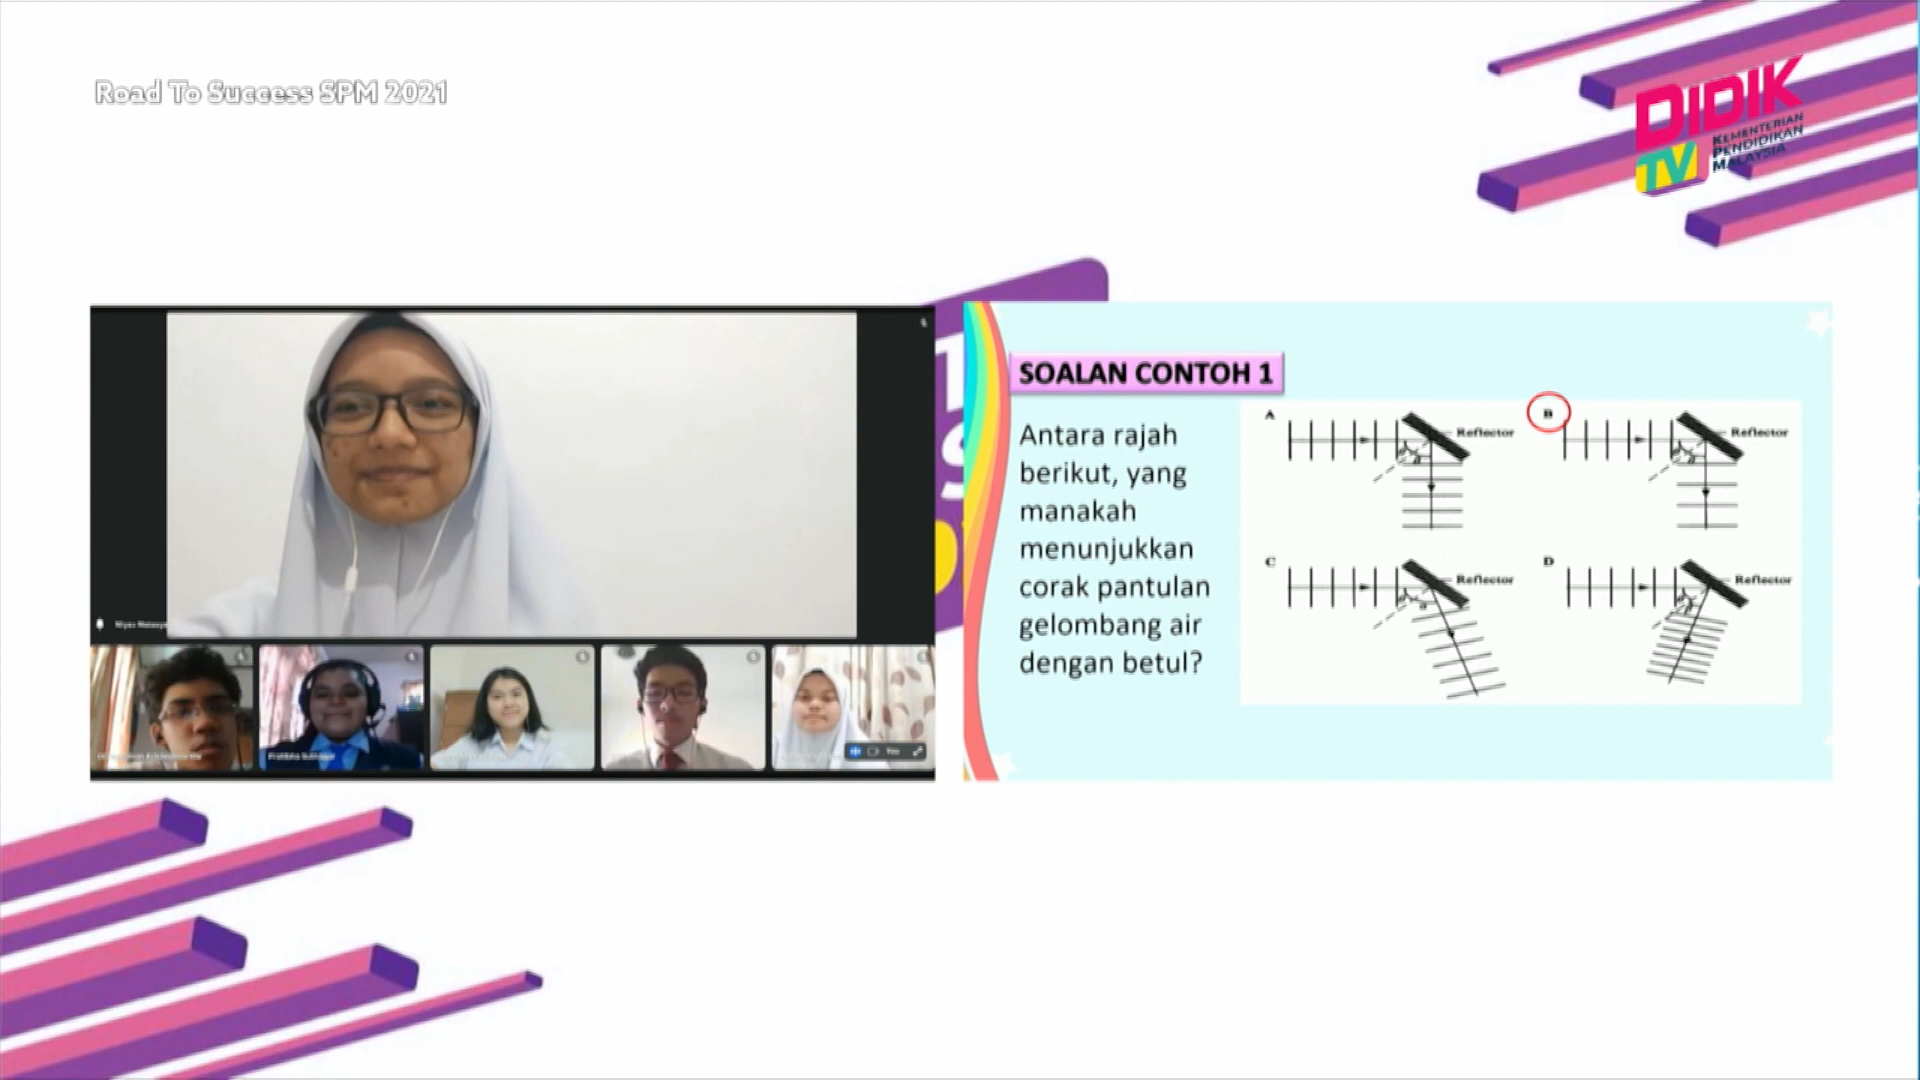 Road To Success SPM 2021
DIDIK
TV
KEMENTERIAN
PENDIDIKAN
MALAYSIA
SOALAN CONTOH 1
Antara rajah
berikut, yang
manakah
menunjukkan
corak pantulan
gelombang air
dengan betul?
A
Reflector
B
Reflector
C
Reflector
D
Reflector
You